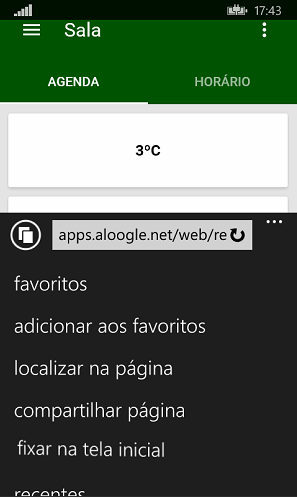 17:43
Sala
AGENDA HORÁRIO
3ºC
apps.aloogle.net/web/re
favoritos
adicionar aos favoritos
localizar na página
compartilhar página
fixar na tela inicial
recentes